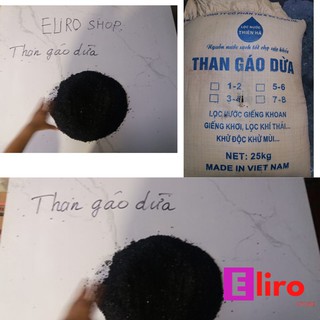 ELIRO SHOP.
Than gáo dừa
LỌC NƯỚC
THIÊN HÀ
Nguồn nước sạch tốt cho sức khỏe
THAN GÁO DỪA
1-2
5-6
3-4
7-8
LỌC NƯỚC GIẾNG KHOAN
GIẾNG KHƠI, LỌC KHÍ THẢI...
KHỬ ĐỘC KHỬ MÙI...
NET: 25kg
MADE IN VIET NAM
Than gáo dừa
Eliro